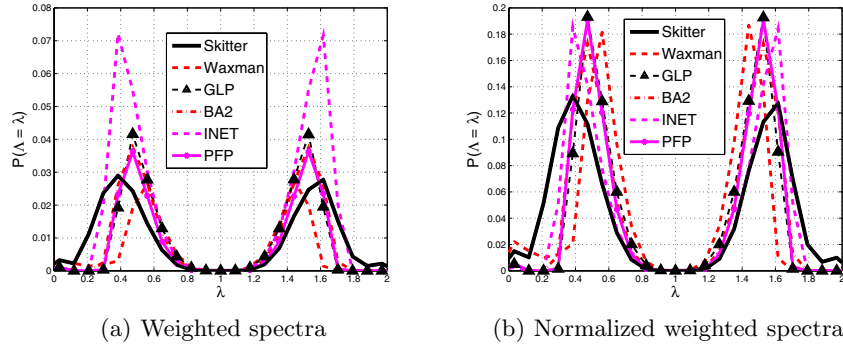 0.08
0.07
0.06
0.05
0.04
0.03
0.02
0.01
0
P(Λ = λ)
0 0.2 0.4 0.6 0.8 1 1.2 1.4 1.6 1.8 2
λ
Skitter
Waxman
GLP
BA2
INET
PFP
(a) Weighted spectra
0.2
0.18
0.16
0.14
0.12
0.1
0.08
0.06
0.04
0.02
0
P(Λ = λ)
0 0.2 0.4 0.6 0.8 1 1.2 1.4 1.6 1.8 2
λ
Skitter
Waxman
GLP
BA2
INET
PFP
(b) Normalized weighted spectra